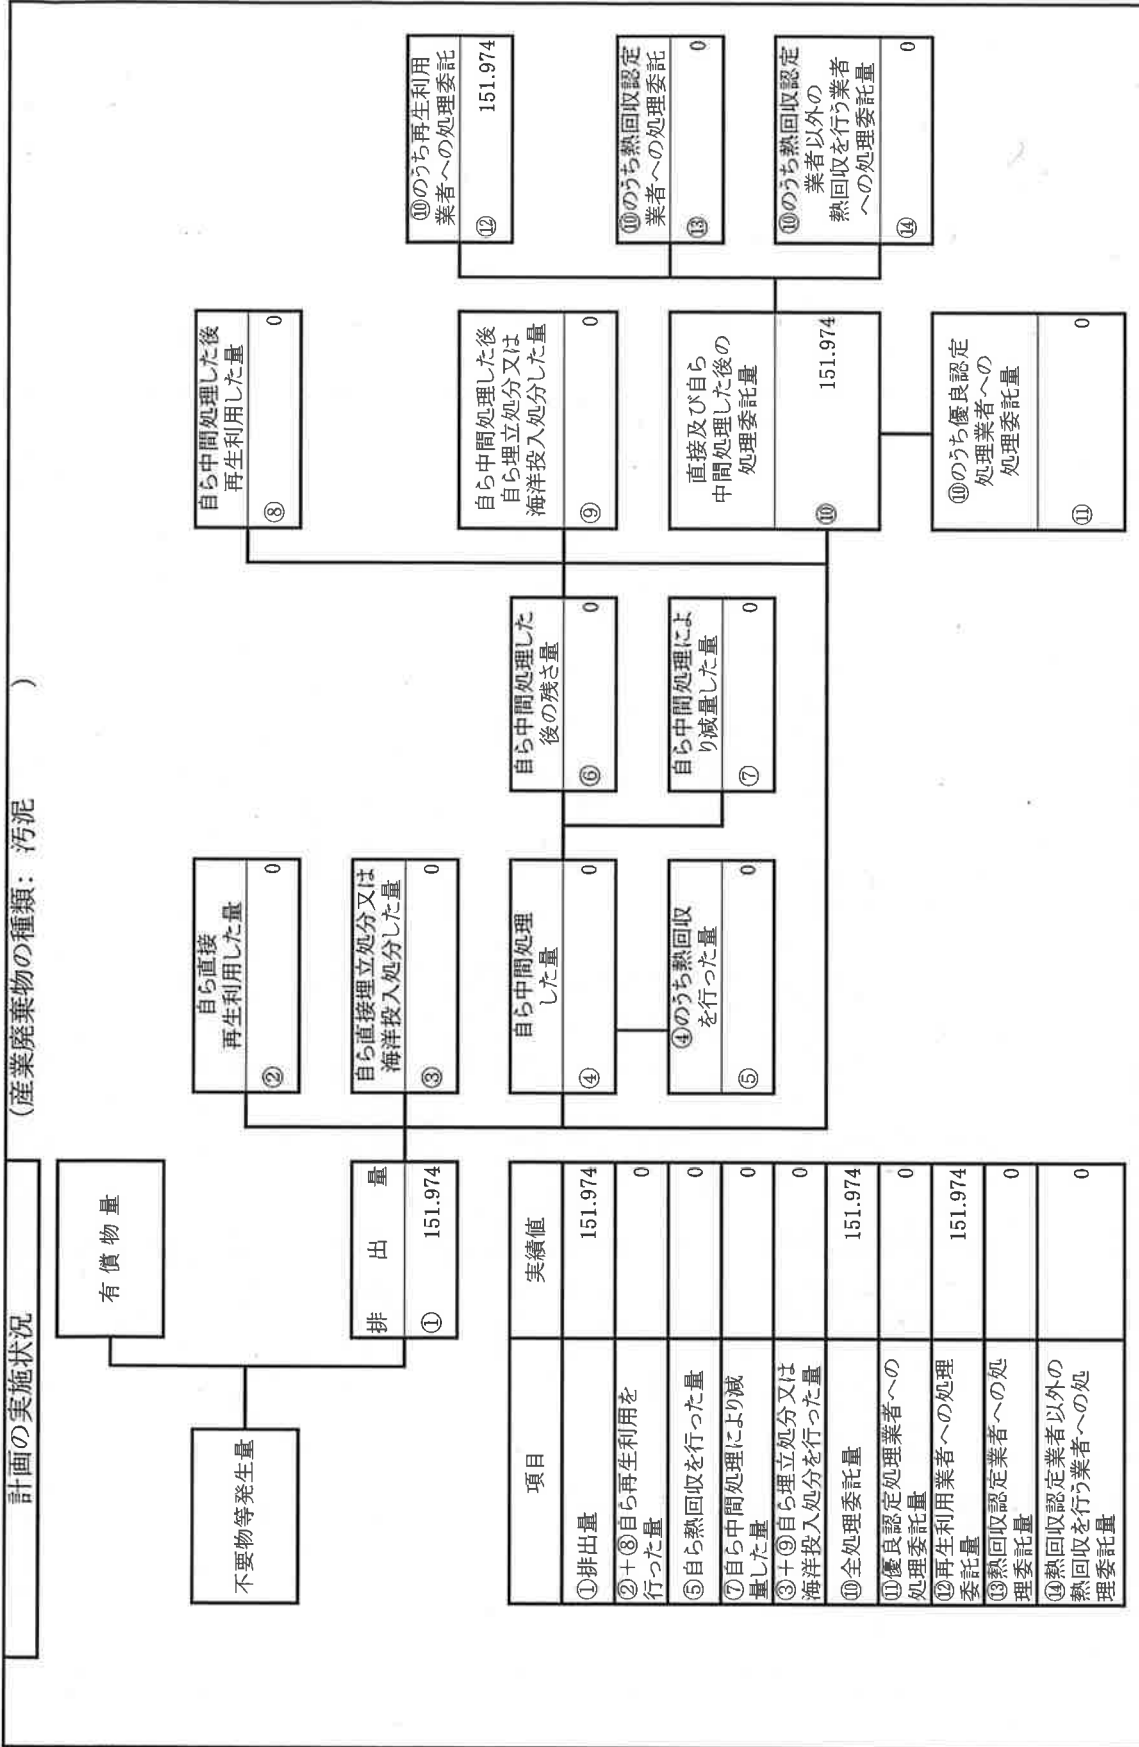 計画の実施状況
(産業廃棄物の種類： 汚泥 )
不要物等発生量
有 償 物 量
排 出 量
① 151.974
自ら直接
再生利用した量
② 0
自ら直接埋立処分又は
海洋投入処分した量
③ 0
自ら中間処理
した量
④ 0
④のうち熱回収
を行った量
⑤ 0
自ら中間処理した
後の残さ量
⑥ 0
自ら中間処理によ
り減量した量
⑦ 0
自ら中間処理した後
再生利用した量
⑧ 0
自ら中間処理した後
自ら埋立処分又は
海洋投入処分した量
⑨ 0
直接及び自ら
中間処理した後の
処理委託量
⑩ 151.974
⑩のうち優良認定
処理業者への
処理委託量
⑪ 0
⑩のうち再生利用
業者への処理委託
⑫ 151.974
⑩のうち熱回収認定
業者への処理委託
⑬ 0
⑩のうち熱回収認定
業者以外の
熱回収を行う業者
への処理委託量
⑭ 0
項目 実績値
①排出量 151.974
②＋⑧自ら再生利用を
行った量 0
⑤自ら熱回収を行った量 0
⑦自ら中間処理により減
量した量 0
③＋⑨自ら埋立処分又は
海洋投入処分を行った量 0
⑩全処理委託量 151.974
⑪優良認定処理業者への
処理委託量 0
⑫再生利用業者への処理
委託量 151.974
⑬熱回収認定業者への処
理委託量 0
⑭熱回収認定業者以外の
熱回収を行う業者への処
理委託量 0